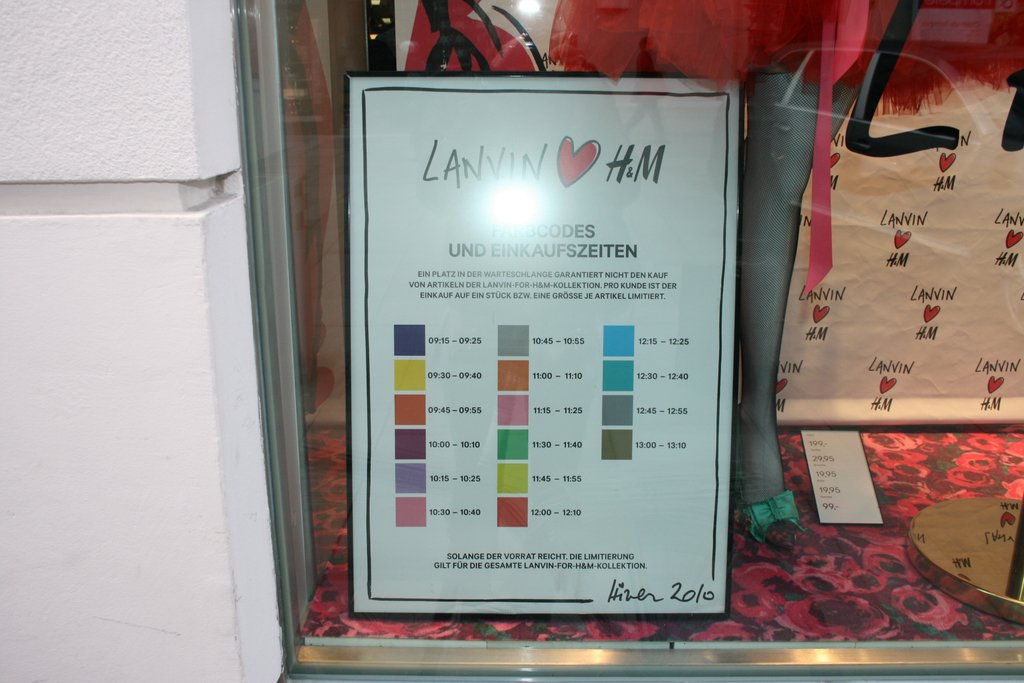 LANVIN ♥ H&M
FARBCODES
UND EINKAUFSZEITEN
EIN PLATZ IN DER WARTESCHLANGE GARANTIERT NICHT DEN KAUF
VON ARTIKELN DER LANVIN-FOR-H&M-KOLLEKTION. PRO KUNDE IST DER
EINKAUF AUF EIN STÜCK BZW. EINE GRÖSSE JE ARTIKEL LIMITIERT.
09:15 – 09:25
09:30 – 09:40
09:45 – 09:55
10:00 – 10:10
10:15 – 10:25
10:30 – 10:40
10:45 – 10:55
11:00 – 11:10
11:15 – 11:25
11:30 – 11:40
11:45 – 11:55
12:00 – 12:10
12:15 – 12:25
12:30 – 12:40
12:45 – 12:55
13:00 – 13:10
SOLANGE DER VORRAT REICHT. DIE LIMITIERUNG
GILT FÜR DIE GESAMTE LANVIN-FOR-H&M-KOLLEKTION.
Hiver 2010
H&M
LANVIN
H&M
LANVIN
H&M
LANVIN
H&M
LANVIN
H&M
LANVIN
H&M
LANVIN
H&M
199,-
29,95
19,95
19,95
99,-
H&M